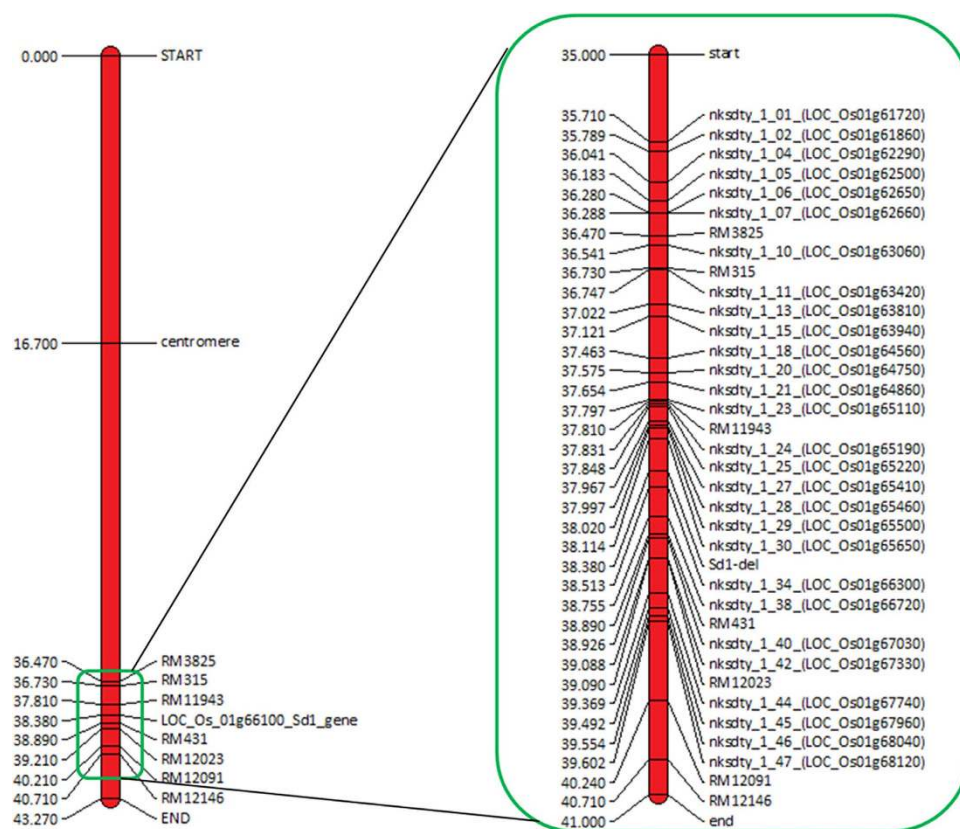 0.000 START
16.700 centromere
36.470 RM3825
36.730 RM315
37.810 RM11943
38.380 LOC_Os_01g66100_Sd1_gene
38.890 RM431
39.210 RM12023
40.210 RM12091
40.710 RM12146
43.270 END
35.000 start
35.710 nksdty_1_01_(LOC_Os01g61720)
35.789 nksdty_1_02_(LOC_Os01g61860)
36.041 nksdty_1_04_(LOC_Os01g62290)
36.183 nksdty_1_05_(LOC_Os01g62500)
36.280 nksdty_1_06_(LOC_Os01g62650)
36.288 nksdty_1_07_(LOC_Os01g62660)
36.470 RM3825
36.541 nksdty_1_10_(LOC_Os01g63060)
36.730 RM315
36.747 nksdty_1_11_(LOC_Os01g63420)
37.022 nksdty_1_13_(LOC_Os01g63810)
37.121 nksdty_1_15_(LOC_Os01g63940)
37.463 nksdty_1_18_(LOC_Os01g64560)
37.575 nksdty_1_20_(LOC_Os01g64750)
37.654 nksdty_1_21_(LOC_Os01g64860)
37.797 nksdty_1_23_(LOC_Os01g65110)
37.810 RM11943
37.831 nksdty_1_24_(LOC_Os01g65190)
37.848 nksdty_1_25_(LOC_Os01g65220)
37.967 nksdty_1_27_(LOC_Os01g65410)
37.997 nksdty_1_28_(LOC_Os01g65460)
38.020 nksdty_1_29_(LOC_Os01g65500)
38.114 nksdty_1_30_(LOC_Os01g65650)
38.380 Sd1-del
38.513 nksdty_1_34_(LOC_Os01g66300)
38.755 nksdty_1_38_(LOC_Os01g66720)
38.890 RM431
38.926 nksdty_1_40_(LOC_Os01g67030)
39.088 nksdty_1_42_(LOC_Os01g67330)
39.090 RM12023
39.369 nksdty_1_44_(LOC_Os01g67740)
39.492 nksdty_1_45_(LOC_Os01g67960)
39.554 nksdty_1_46_(LOC_Os01g68040)
39.602 nksdty_1_47_(LOC_Os01g68120)
40.240 RM12091
40.710 RM12146
41.000 end